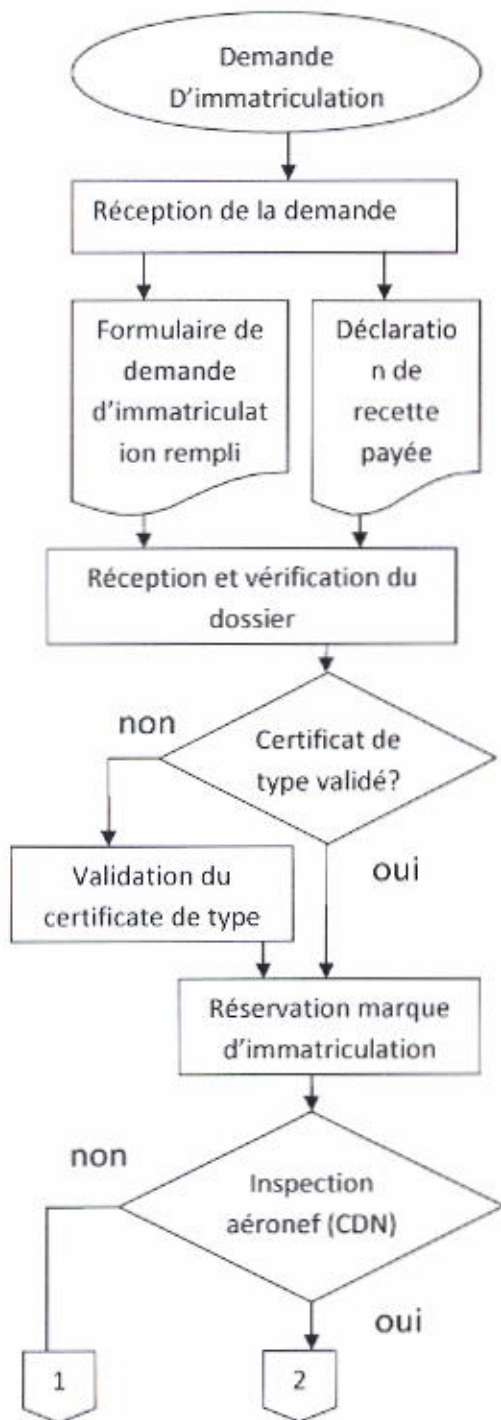 Demande
D'immatriculation
Réception de la demande
Formulaire de
demande
d'immatriculat
ion rempli
Déclaratio
n de
recette
payée
Réception et vérification du
dossier
non
Certificat de
type validé?
Validation du
certificate de type
oui
Réservation marque
d'immatriculation
non
Inspection
aéronef (CDN)
oui
1
2